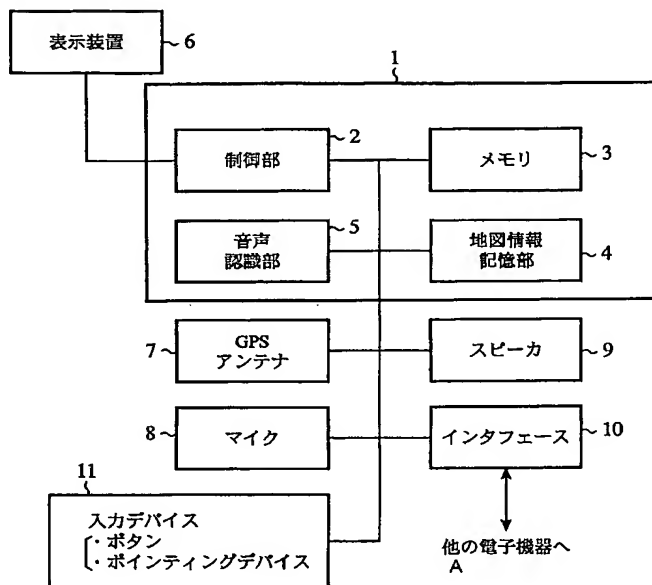 表示装置
6
1
2
制御部
メモリ
3
5
音声
認識部
地図情報
記憶部
4
7
GPS
アンテナ
スピーカ
9
8
マイク
インタフェース
10
11
入力デバイス
・ボタン
・ポインティングデバイス
他の電子機器へ
A